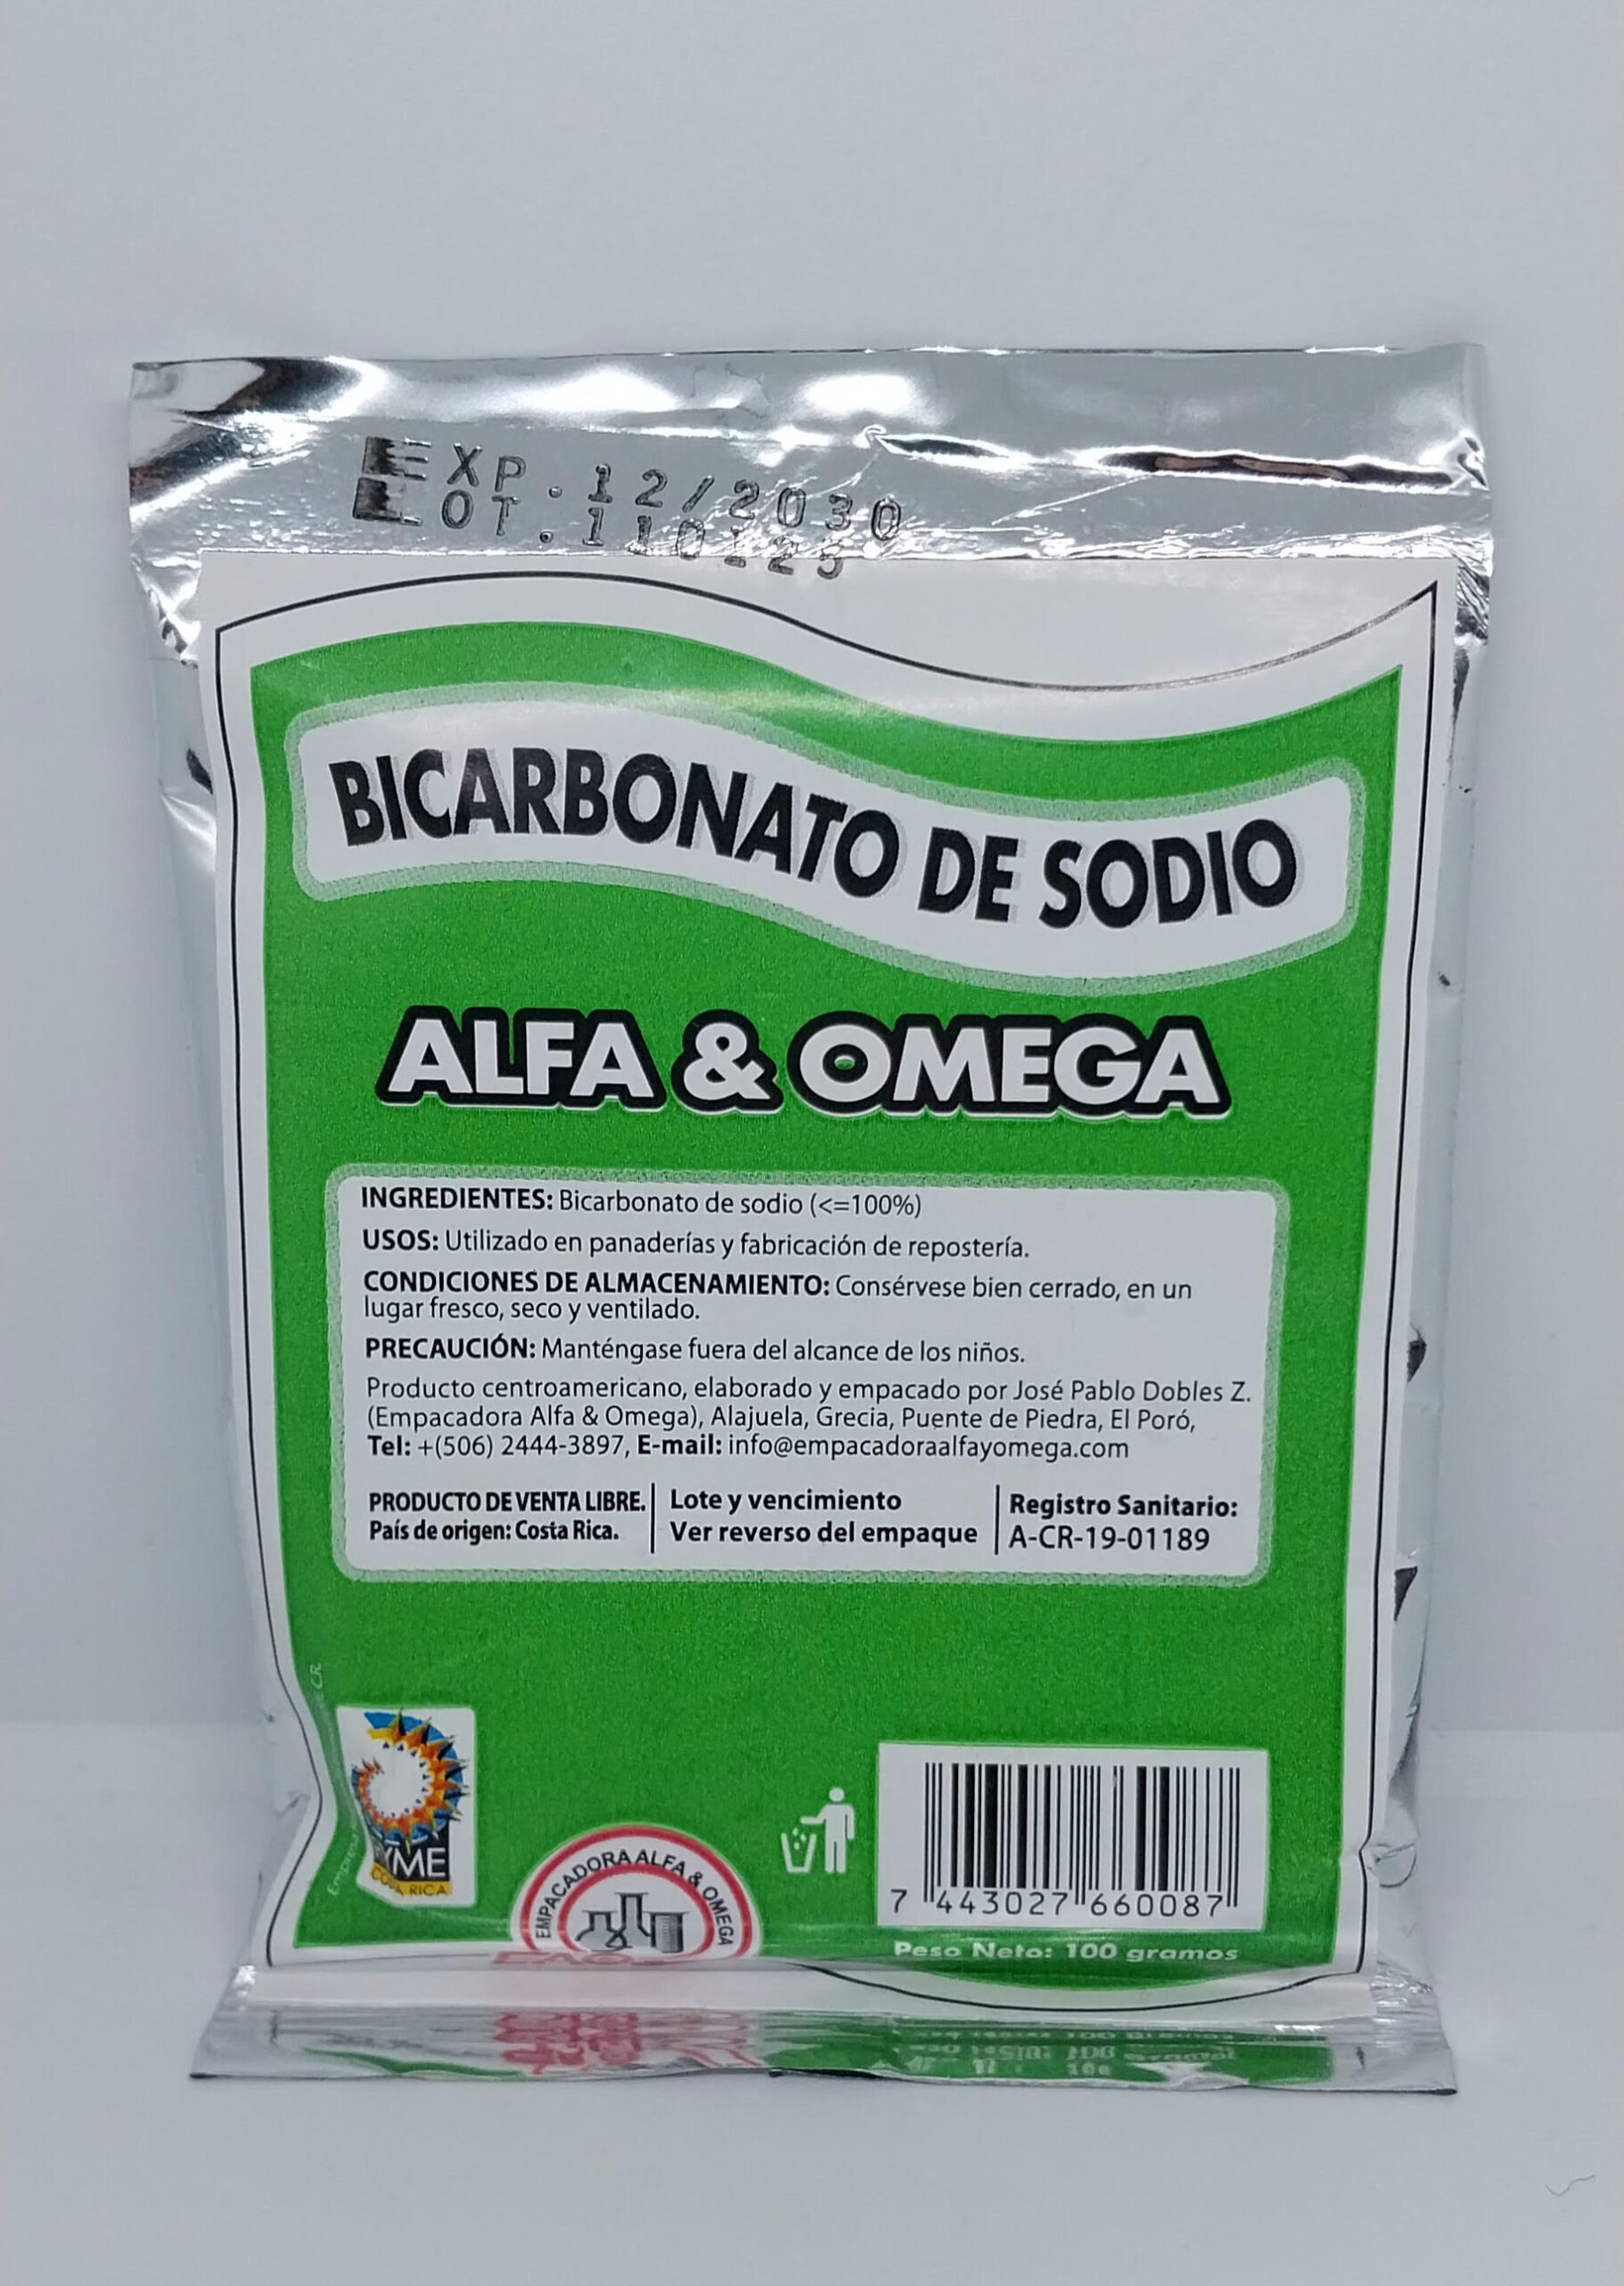 EXP.12/2030
LOT.110125
BICARBONATO DE SODIO
ALFA & OMEGA
INGREDIENTES: Bicarbonato de sodio (<=100%)
USOS: Utilizado en panaderías y fabricación de repostería.
CONDICIONES DE ALMACENAMIENTO: Consérvese bien cerrado, en un
lugar fresco, seco y ventilado.
PRECAUCIÓN: Manténgase fuera del alcance de los niños.
Producto centroamericano, elaborado y empacado por José Pablo Dobles Z.
(Empacadora Alfa & Omega), Alajuela, Grecia, Puente de Piedra, El Poró,
Tel: +(506) 2444-3897, E-mail: info@empacadoraalfayomega.com
PRODUCTO DE VENTA LIBRE.
País de origen: Costa Rica.
Lote y vencimiento
Ver reverso del empaque
Registro Sanitario:
A-CR-19-01189
COSTA RICA
EMPACADORA ALFA & OMEGA
7 443027 660087
Peso Neto: 100 gramos